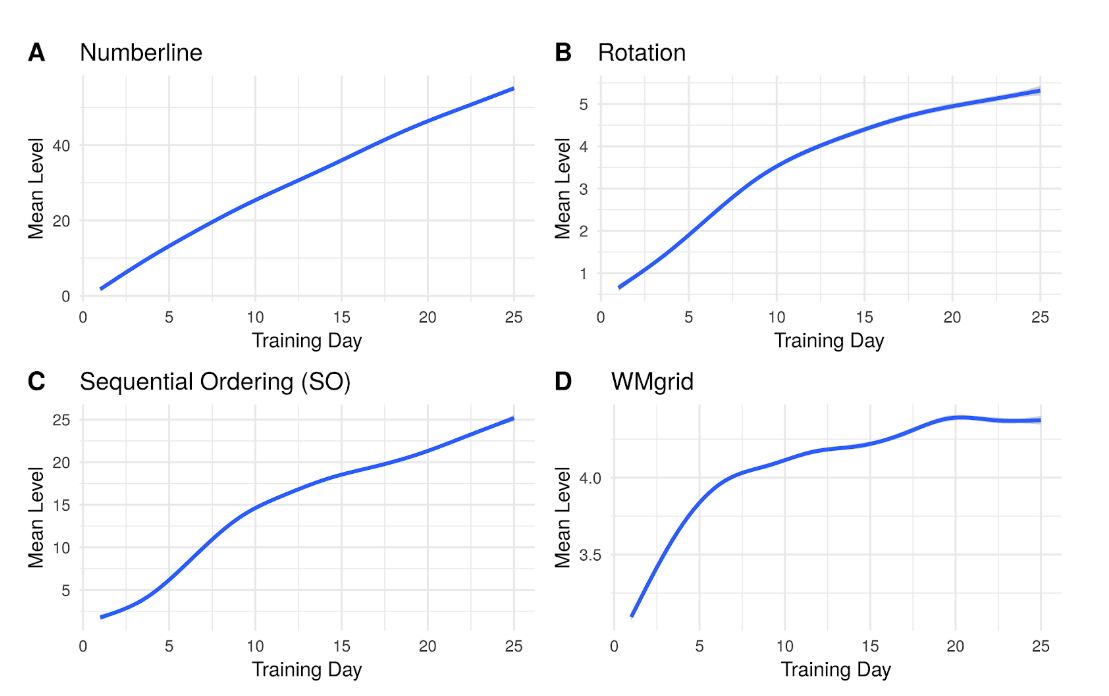 A Numberline
Mean Level
40
20
0
0 5 10 15 20 25
Training Day
B Rotation
Mean Level
5
4
3
2
1
0 5 10 15 20 25
Training Day
C Sequential Ordering (SO)
Mean Level
25
20
15
10
5
0 5 10 15 20 25
Training Day
D WMgrid
Mean Level
4.0
3.5
0 5 10 15 20 25
Training Day